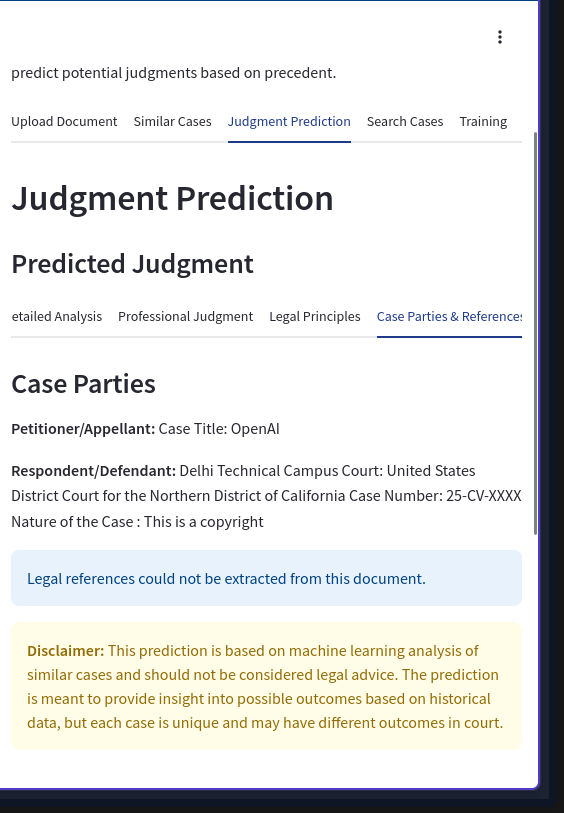 predict potential judgments based on precedent.
Upload Document Similar Cases Judgment Prediction Search Cases Training
Judgment Prediction
Predicted Judgment
etailed Analysis Professional Judgment Legal Principles Case Parties & References
Case Parties
Petitioner/Appellant: Case Title: OpenAI
Respondent/Defendant: Delhi Technical Campus Court: United States
District Court for the Northern District of California Case Number: 25-CV-XXXX
Nature of the Case : This is a copyright
Legal references could not be extracted from this document.
Disclaimer: This prediction is based on machine learning analysis of
similar cases and should not be considered legal advice. The prediction
is meant to provide insight into possible outcomes based on historical
data, but each case is unique and may have different outcomes in court.